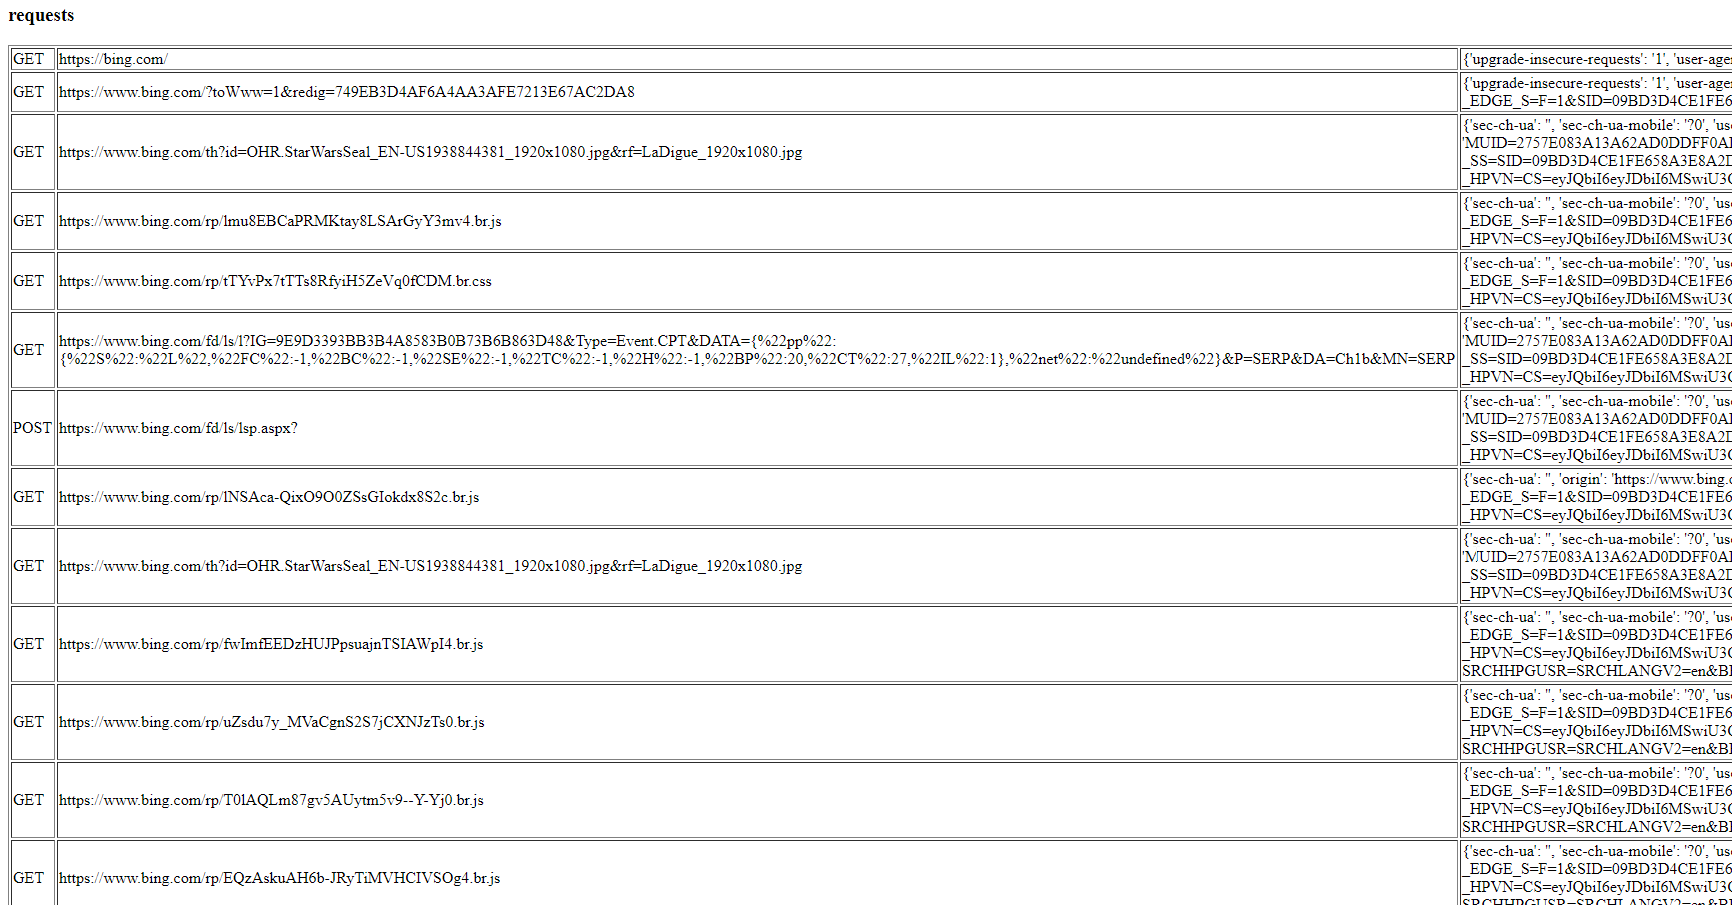 requests
GET https://bing.com/ {'upgrade-insecure-requests': '1', 'user-age
GET https://www.bing.com/?toWww=1&redig=749EB3D4AF6A4AA3AFE7213E67AC2DA8 {'upgrade-insecure-requests': '1', 'user-age
_EDGE_S=F=1&SID=09BD3D4CE1FE6
GET https://www.bing.com/th?id=OHR.StarWarsSeal_EN-US1938844381_1920x1080.jpg&rf=LaDigue_1920x1080.jpg {'sec-ch-ua': '', 'sec-ch-ua-mobile': '?0', 'us
'MUID=2757E083A13A62AD0DDFF0A
_SS=SID=09BD3D4CE1FE658A3E8A2D
_HPVN=CS=eyJQbiI6eyJDbiI6MSwiU3
GET https://www.bing.com/rp/lmu8EBCaPRMKtay8LSArGyY3mv4.br.js {'sec-ch-ua': '', 'sec-ch-ua-mobile': '?0', 'us
_EDGE_S=F=1&SID=09BD3D4CE1FE6
_HPVN=CS=eyJQbiI6eyJDbiI6MSwiU3
GET https://www.bing.com/rp/tTYvPx7tTTs8RfyiH5ZeVq0fCDM.br.css {'sec-ch-ua': '', 'sec-ch-ua-mobile': '?0', 'us
_EDGE_S=F=1&SID=09BD3D4CE1FE6
_HPVN=CS=eyJQbiI6eyJDbiI6MSwiU3
GET https://www.bing.com/fd/ls/l?IG=9E9D3393BB3B4A8583B0B73B6B863D48&Type=Event.CPT&DATA={%22pp%22:
{%22S%22:%22L%22,%22FC%22:-1,%22BC%22:-1,%22SE%22:-1,%22TC%22:-1,%22H%22:-1,%22BP%22:20,%22CT%22:27,%22IL%22:1},%22net%22:%22undefined%22}&P=SERP&DA=Ch1b&MN=SERP
{'sec-ch-ua': '', 'sec-ch-ua-mobile': '?0', 'us
'MUID=2757E083A13A62AD0DDFF0A
_SS=SID=09BD3D4CE1FE658A3E8A2D
_HPVN=CS=eyJQbiI6eyJDbiI6MSwiU3
POST https://www.bing.com/fd/ls/lsp.aspx? {'sec-ch-ua': '', 'sec-ch-ua-mobile': '?0', 'us
'MUID=2757E083A13A62AD0DDFF0A
_SS=SID=09BD3D4CE1FE658A3E8A2D
_HPVN=CS=eyJQbiI6eyJDbiI6MSwiU3
GET https://www.bing.com/rp/lNSAca-QixO9O0ZSsGIokdx8S2c.br.js {'sec-ch-ua': '', 'origin': 'https://www.bing.
_EDGE_S=F=1&SID=09BD3D4CE1FE6
_HPVN=CS=eyJQbiI6eyJDbiI6MSwiU3
GET https://www.bing.com/th?id=OHR.StarWarsSeal_EN-US1938844381_1920x1080.jpg&rf=LaDigue_1920x1080.jpg {'sec-ch-ua': '', 'sec-ch-ua-mobile': '?0', 'us
'MUID=2757E083A13A62AD0DDFF0A
_SS=SID=09BD3D4CE1FE658A3E8A2D
_HPVN=CS=eyJQbiI6eyJDbiI6MSwiU3
GET https://www.bing.com/rp/fwImfEEDzHUJPpsuajnTSIAWpI4.br.js {'sec-ch-ua': '', 'sec-ch-ua-mobile': '?0', 'us
_EDGE_S=F=1&SID=09BD3D4CE1FE6
_HPVN=CS=eyJQbiI6eyJDbiI6MSwiU3
SRCHHPGUSR=SRCHLANGV2=en&B
GET https://www.bing.com/rp/uZsdu7y_MVaCgnS2S7jCXNJzTs0.br.js {'sec-ch-ua': '', 'sec-ch-ua-mobile': '?0', 'us
_EDGE_S=F=1&SID=09BD3D4CE1FE6
_HPVN=CS=eyJQbiI6eyJDbiI6MSwiU3
SRCHHPGUSR=SRCHLANGV2=en&B
GET https://www.bing.com/rp/T0lAQLm87gv5AUytm5v9--Y-Yj0.br.js {'sec-ch-ua': '', 'sec-ch-ua-mobile': '?0', 'us
_EDGE_S=F=1&SID=09BD3D4CE1FE6
_HPVN=CS=eyJQbiI6eyJDbiI6MSwiU3
SRCHHPGUSR=SRCHLANGV2=en&B
GET https://www.bing.com/rp/EQzAskuAH6b-JRyTiMVHCIVSOg4.br.js {'sec-ch-ua': '', 'sec-ch-ua-mobile': '?0', 'us
_EDGE_S=F=1&SID=09BD3D4CE1FE6
_HPVN=CS=eyJQbiI6eyJDbiI6MSwiU3